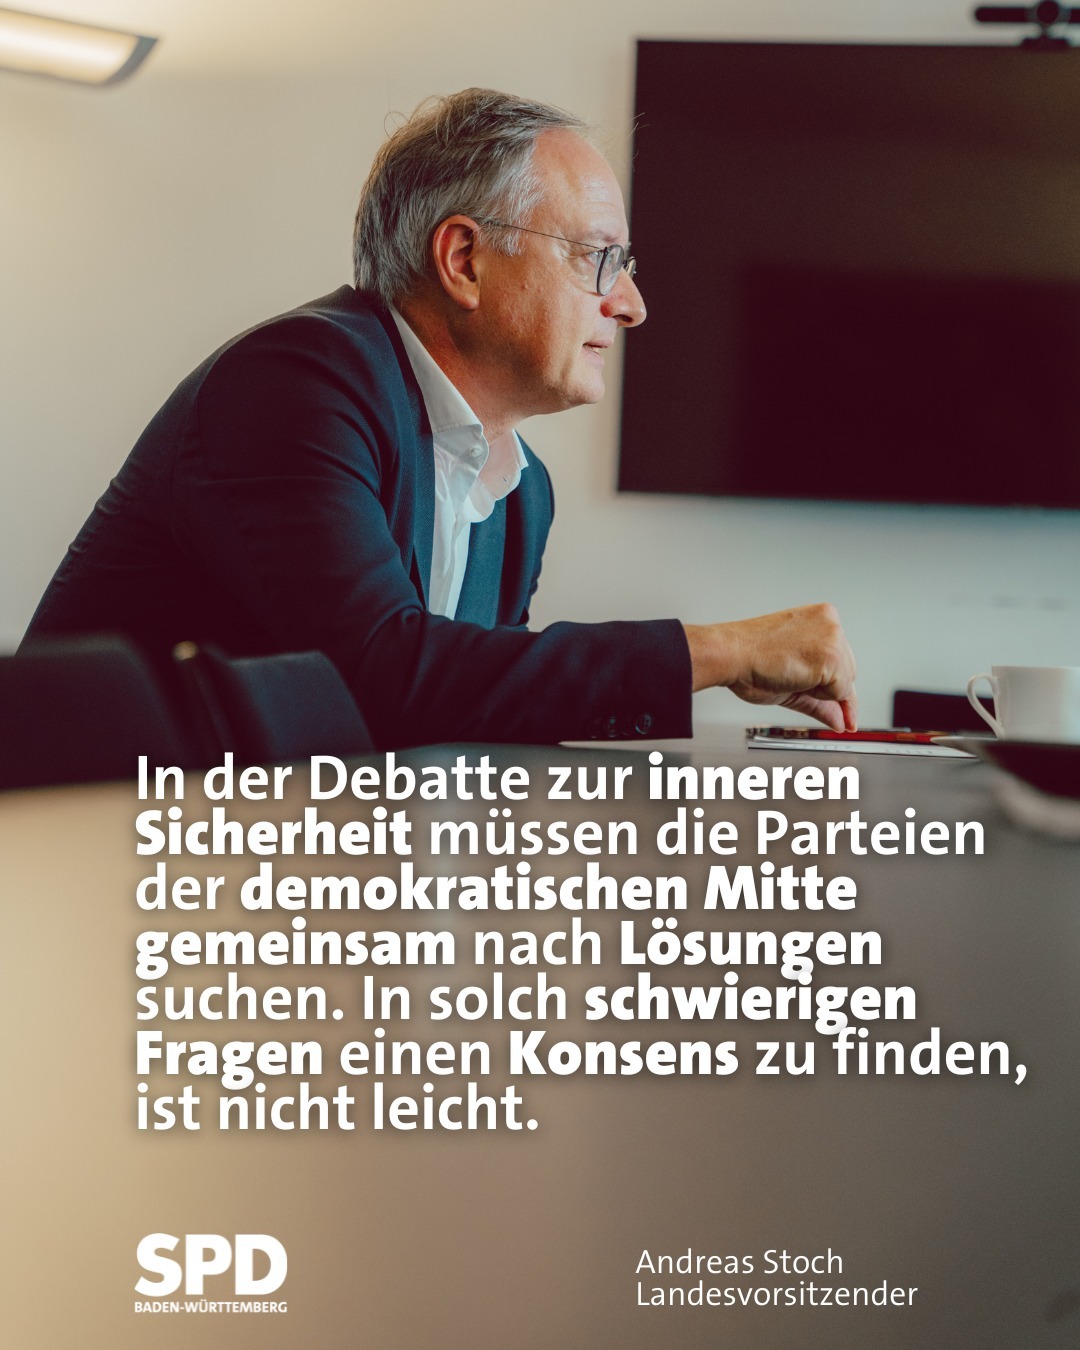 In der Debatte zur inneren
Sicherheit müssen die Parteien
der demokratischen Mitte
gemeinsam nach Lösungen
suchen. In solch schwierigen
Fragen einen Konsens zu finden,
ist nicht leicht.
SPD
BADEN-WÜRTTEMBERG
Andreas Stoch
Landesvorsitzender